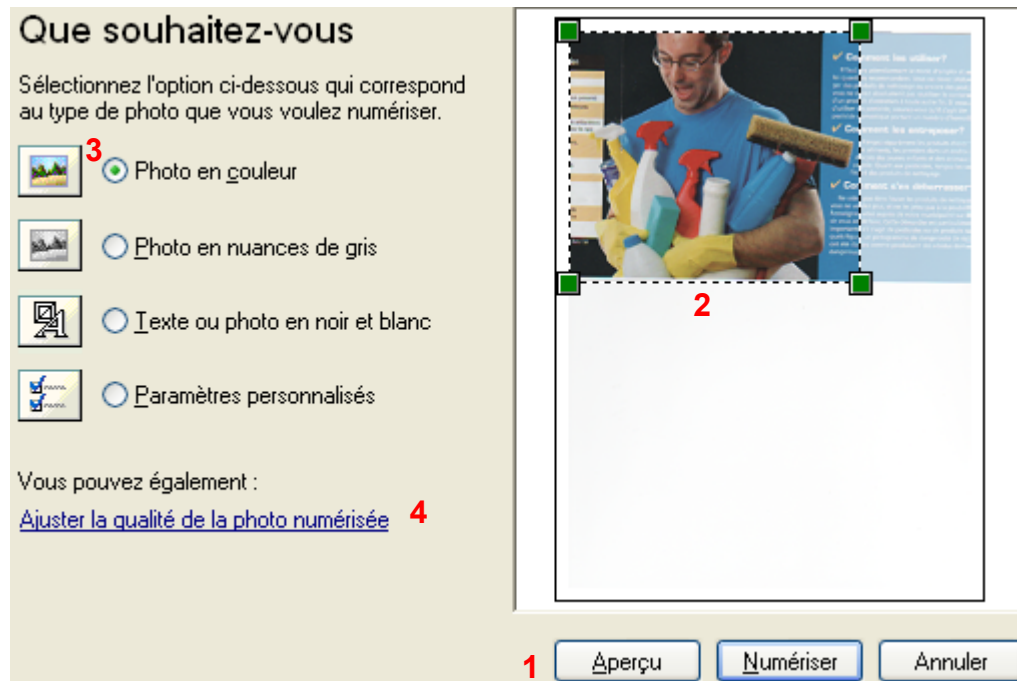 Que souhaitez-vous
Sélectionnez l'option ci-dessous qui correspond
au type de photo que vous voulez numériser.
3
Photo en couleur
Photo en nuances de gris
Texte ou photo en noir et blanc
Paramètres personnalisés
Vous pouvez également :
Ajuster la qualité de la photo numérisée
4
✔ Comment les utiliser?
✔ Comment les entreposer?
✔ Comment s'en débarrasser
2
1
Aperçu
Numériser
Annuler